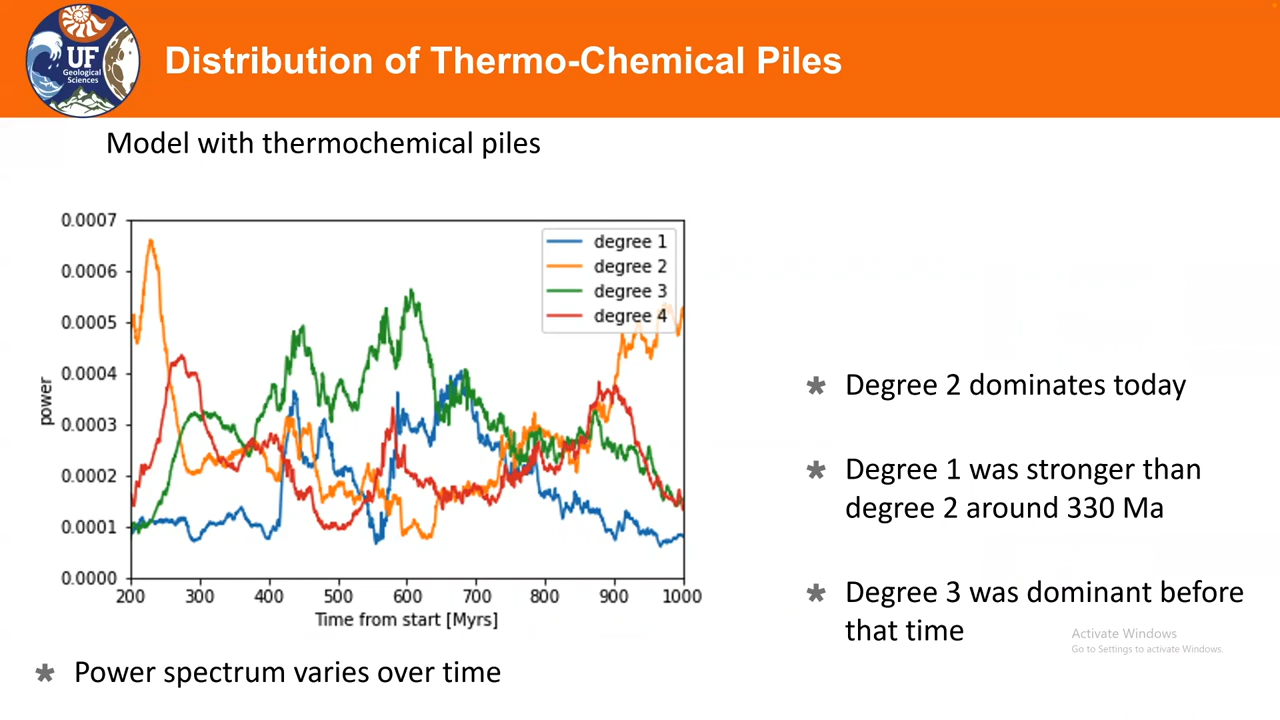 UF
Geological
Sciences
Distribution of Thermo-Chemical Piles
Model with thermochemical piles
0.0007
0.0006
0.0005
0.0004
0.0003
0.0002
0.0001
0.0000
power
degree 1
degree 2
degree 3
degree 4
200 300 400 500 600 700 800 900 1000
Time from start [Myrs]
* Power spectrum varies over time
* Degree 2 dominates today
* Degree 1 was stronger than
degree 2 around 330 Ma
* Degree 3 was dominant before
that time
Activate Windows
Go to Settings to activate Windows.